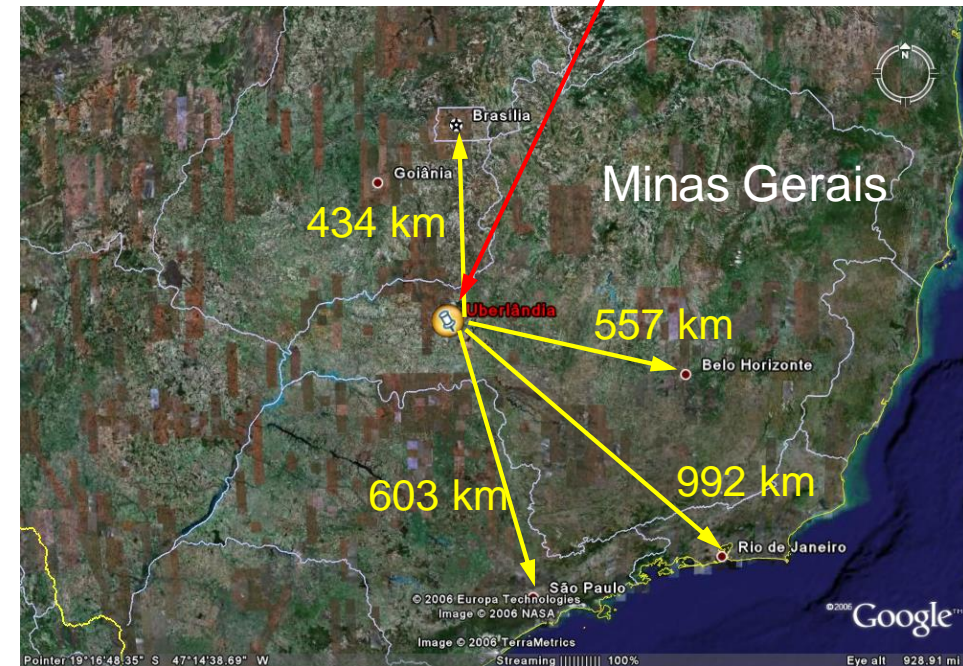 N
Brasília
Goiânia
Minas Gerais
434 km
Uberlândia
557 km
Belo Horizonte
603 km
992 km
Rio de Janeiro
São Paulo
© 2006 Europa Technologies
Image © 2006 NASA
©2006 Google™
Image © 2006 TerraMetrics
Pointer 19°16'48.35" S 47°14'38.69" W Streaming ||||||||| 100% Eye alt 928.91 mi